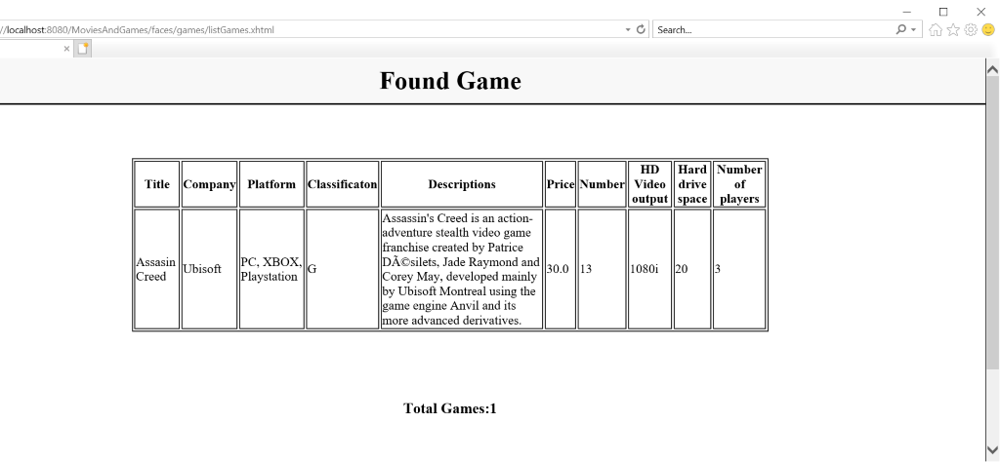 //localhost:8080/MoviesAndGames/faces/games/listGames.xhtml
Search...
Found Game
Title Company Platform Classificaton Descriptions Price Number HD Video output Hard drive space Number of players
Assassin's Creed is an action-
adventure stealth video game
franchise created by Patrice
Assasin Creed Ubisoft PC, XBOX, Playstation G DÃ©silets, Jade Raymond and 30.0 13 1080i 20 3
Corey May, developed mainly
by Ubisoft Montreal using the
game engine Anvil and its
more advanced derivatives.
Total Games:1